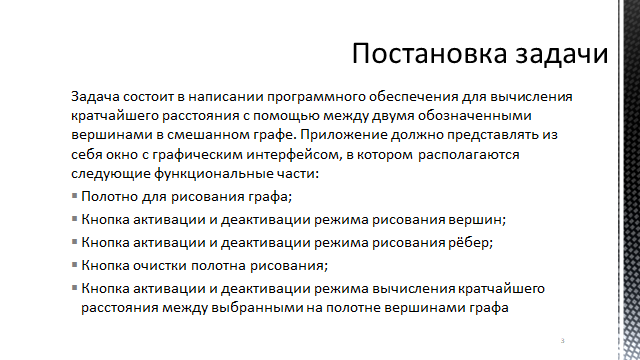 Постановка задачи
Задача состоит в написании программного обеспечения для вычисления
кратчайшего расстояния с помощью между двумя обозначенными
вершинами в смешанном графе. Приложение должно представлять из
себя окно с графическим интерфейсом, в котором располагаются
следующие функциональные части:
▪ Полотно для рисования графа;
▪ Кнопка активации и деактивации режима рисования вершин;
▪ Кнопка активации и деактивации режима рисования рёбер;
▪ Кнопка очистки полотна рисования;
▪ Кнопка активации и деактивации режима вычисления кратчайшего
расстояния между выбранными на полотне вершинами графа
3